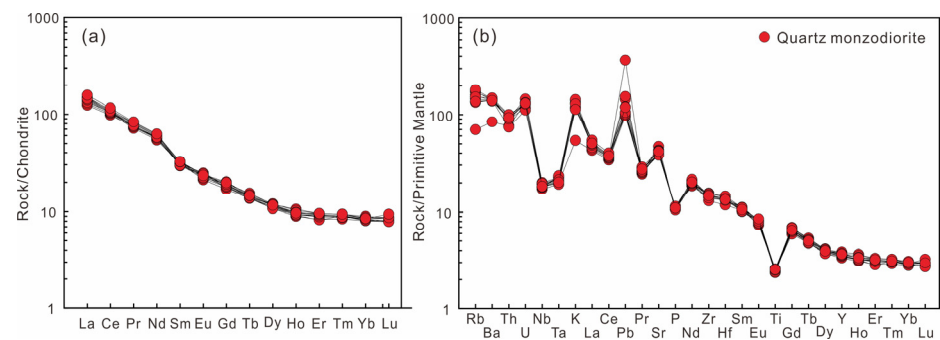 (a)
Rock/Chondrite
1000
100
10
1
La Ce Pr Nd Sm Eu Gd Tb Dy Ho Er Tm Yb Lu
(b)
Quartz monzodiorite
Rock/Primitive Mantle
1000
100
10
1
Rb Th Nb K Ce Pr P Zr Sm Ti Tb Y Er Yb
Ba U Ta La Pb Sr Nd Hf Eu Gd Dy Ho Tm Lu